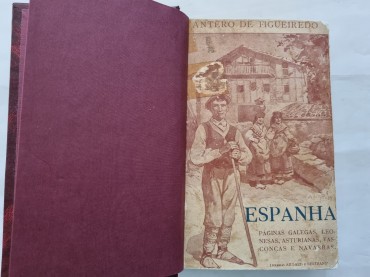 ANTERO DE FIGUEIREDO
ESPANHA
PÁGINAS GALEGAS, LEO-
NESAS, ASTURIANAS, VAS-
CONÇAS E NAVARRAS